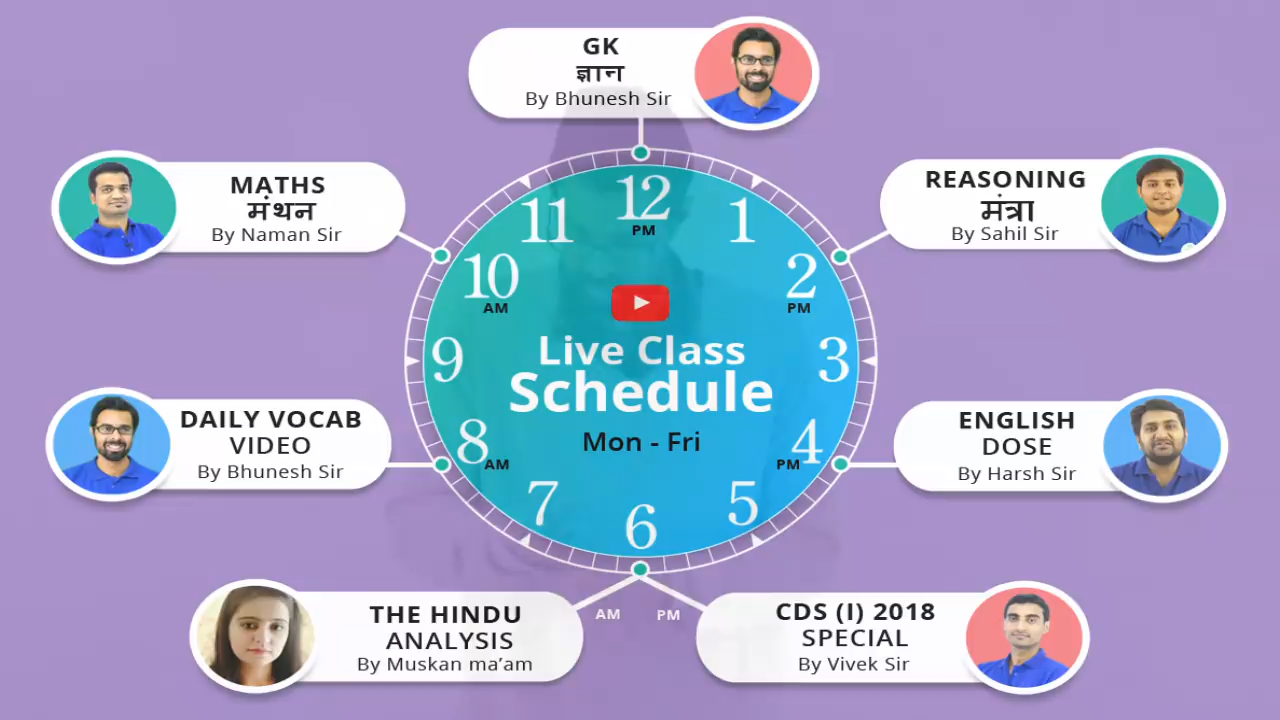 GK
ज्ञान
By Bhunesh Sir
MATHS
मंथन
By Naman Sir
REASONING
मंत्रा
By Sahil Sir
12
PM
11
1
10
AM
2
PM
9
3
Live Class
Schedule
Mon - Fri
8
AM
4
PM
7
5
6
DAILY VOCAB
VIDEO
By Bhunesh Sir
ENGLISH
DOSE
By Harsh Sir
AM
PM
THE HINDU
ANALYSIS
By Muskan ma’am
CDS (I) 2018
SPECIAL
By Vivek Sir